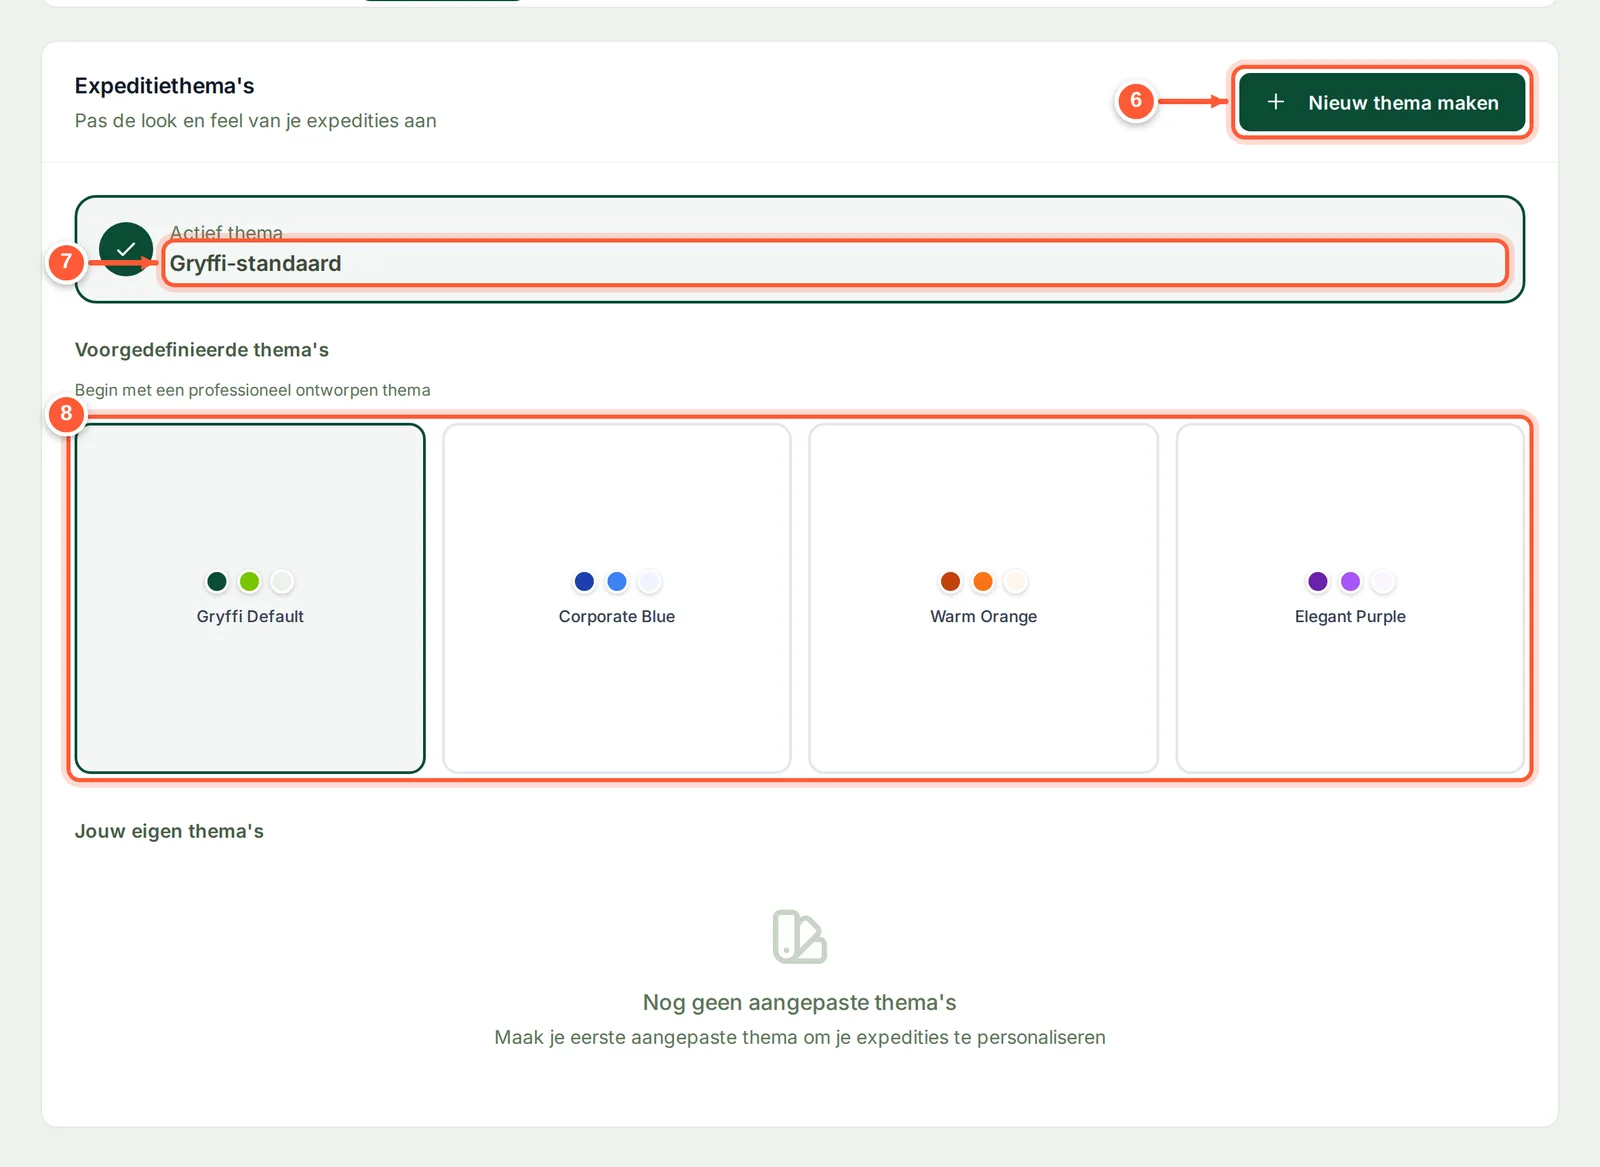 Expeditiethema's
Pas de look en feel van je expedities aan
6
Nieuw thema maken
Actief thema
7
Gryffi-standaard
Voorgedefinieerde thema's
Begin met een professioneel ontworpen thema
8
Gryffi Default
Corporate Blue
Warm Orange
Elegant Purple
Jouw eigen thema's
Nog geen aangepaste thema's
Maak je eerste aangepaste thema om je expedities te personaliseren